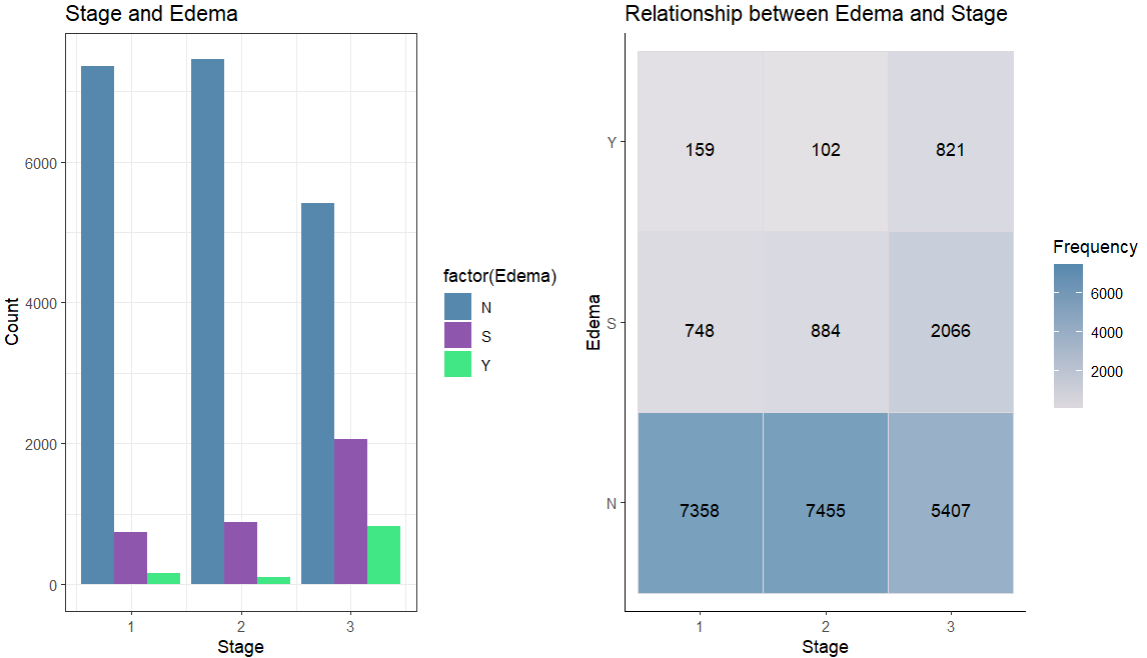 Stage and Edema
Count
6000
4000
2000
0
1 2 3
Stage
factor(Edema)
N
S
Y
Relationship between Edema and Stage
Edema
Y 159 102 821
S 748 884 2066
N 7358 7455 5407
1 2 3
Stage
Frequency
6000
4000
2000